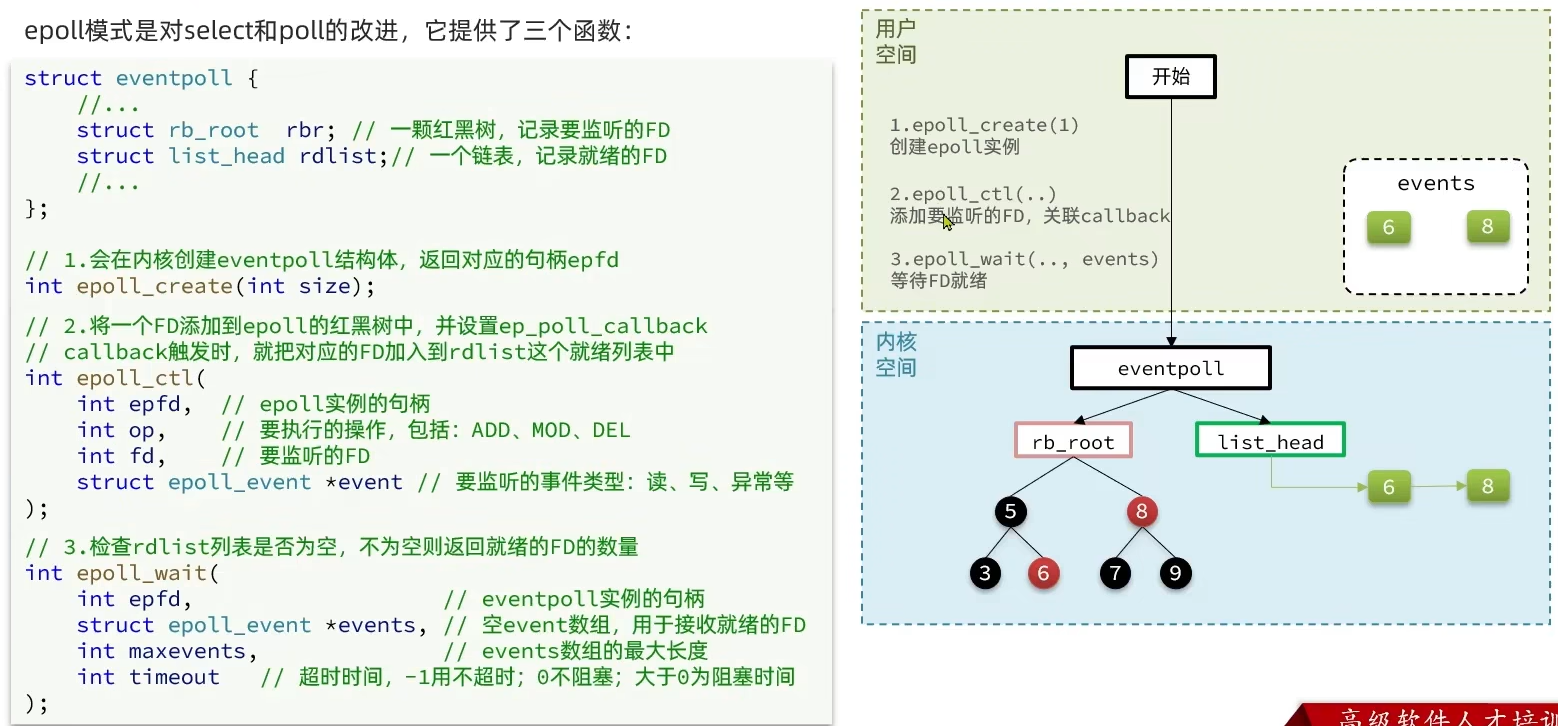 epoll模式是对select和poll的改进，它提供了三个函数：
struct eventpoll {
//...
struct rb_root  rbr; // 一颗红黑树，记录要监听的FD
struct list_head rdlist;// 一个链表，记录就绪的FD
//...
};
// 1.会在内核创建eventpoll结构体，返回对应的句柄epfd
int epoll_create(int size);
// 2.将一个FD添加到epoll的红黑树中，并设置ep_poll_callback
// callback触发时，就把对应的FD加入到rdlist这个就绪列表中
int epoll_ctl(
int epfd,  // epoll实例的句柄
int op,    // 要执行的操作，包括：ADD、MOD、DEL
int fd,    // 要监听的FD
struct epoll_event *event // 要监听的事件类型：读、写、异常等
);
// 3.检查rdlist列表是否为空，不为空则返回就绪的FD的数量
int epoll_wait(
int epfd,                   // eventpoll实例的句柄
struct epoll_event *events, // 空event数组，用于接收就绪的FD
int maxevents,              // events数组的最大长度
int timeout   // 超时时间，-1用不超时；0不阻塞；大于0为阻塞时间
);
用户
空间
开始
1.epoll_create(1)
创建epoll实例
2.epoll_ctl(..)
添加要监听的FD，关联callback
3.epoll_wait(.., events)
等待FD就绪
events
6 8
内核
空间
eventpoll
rb_root list_head
6 8
5 8
3 6 7 9
高级软件人才培训